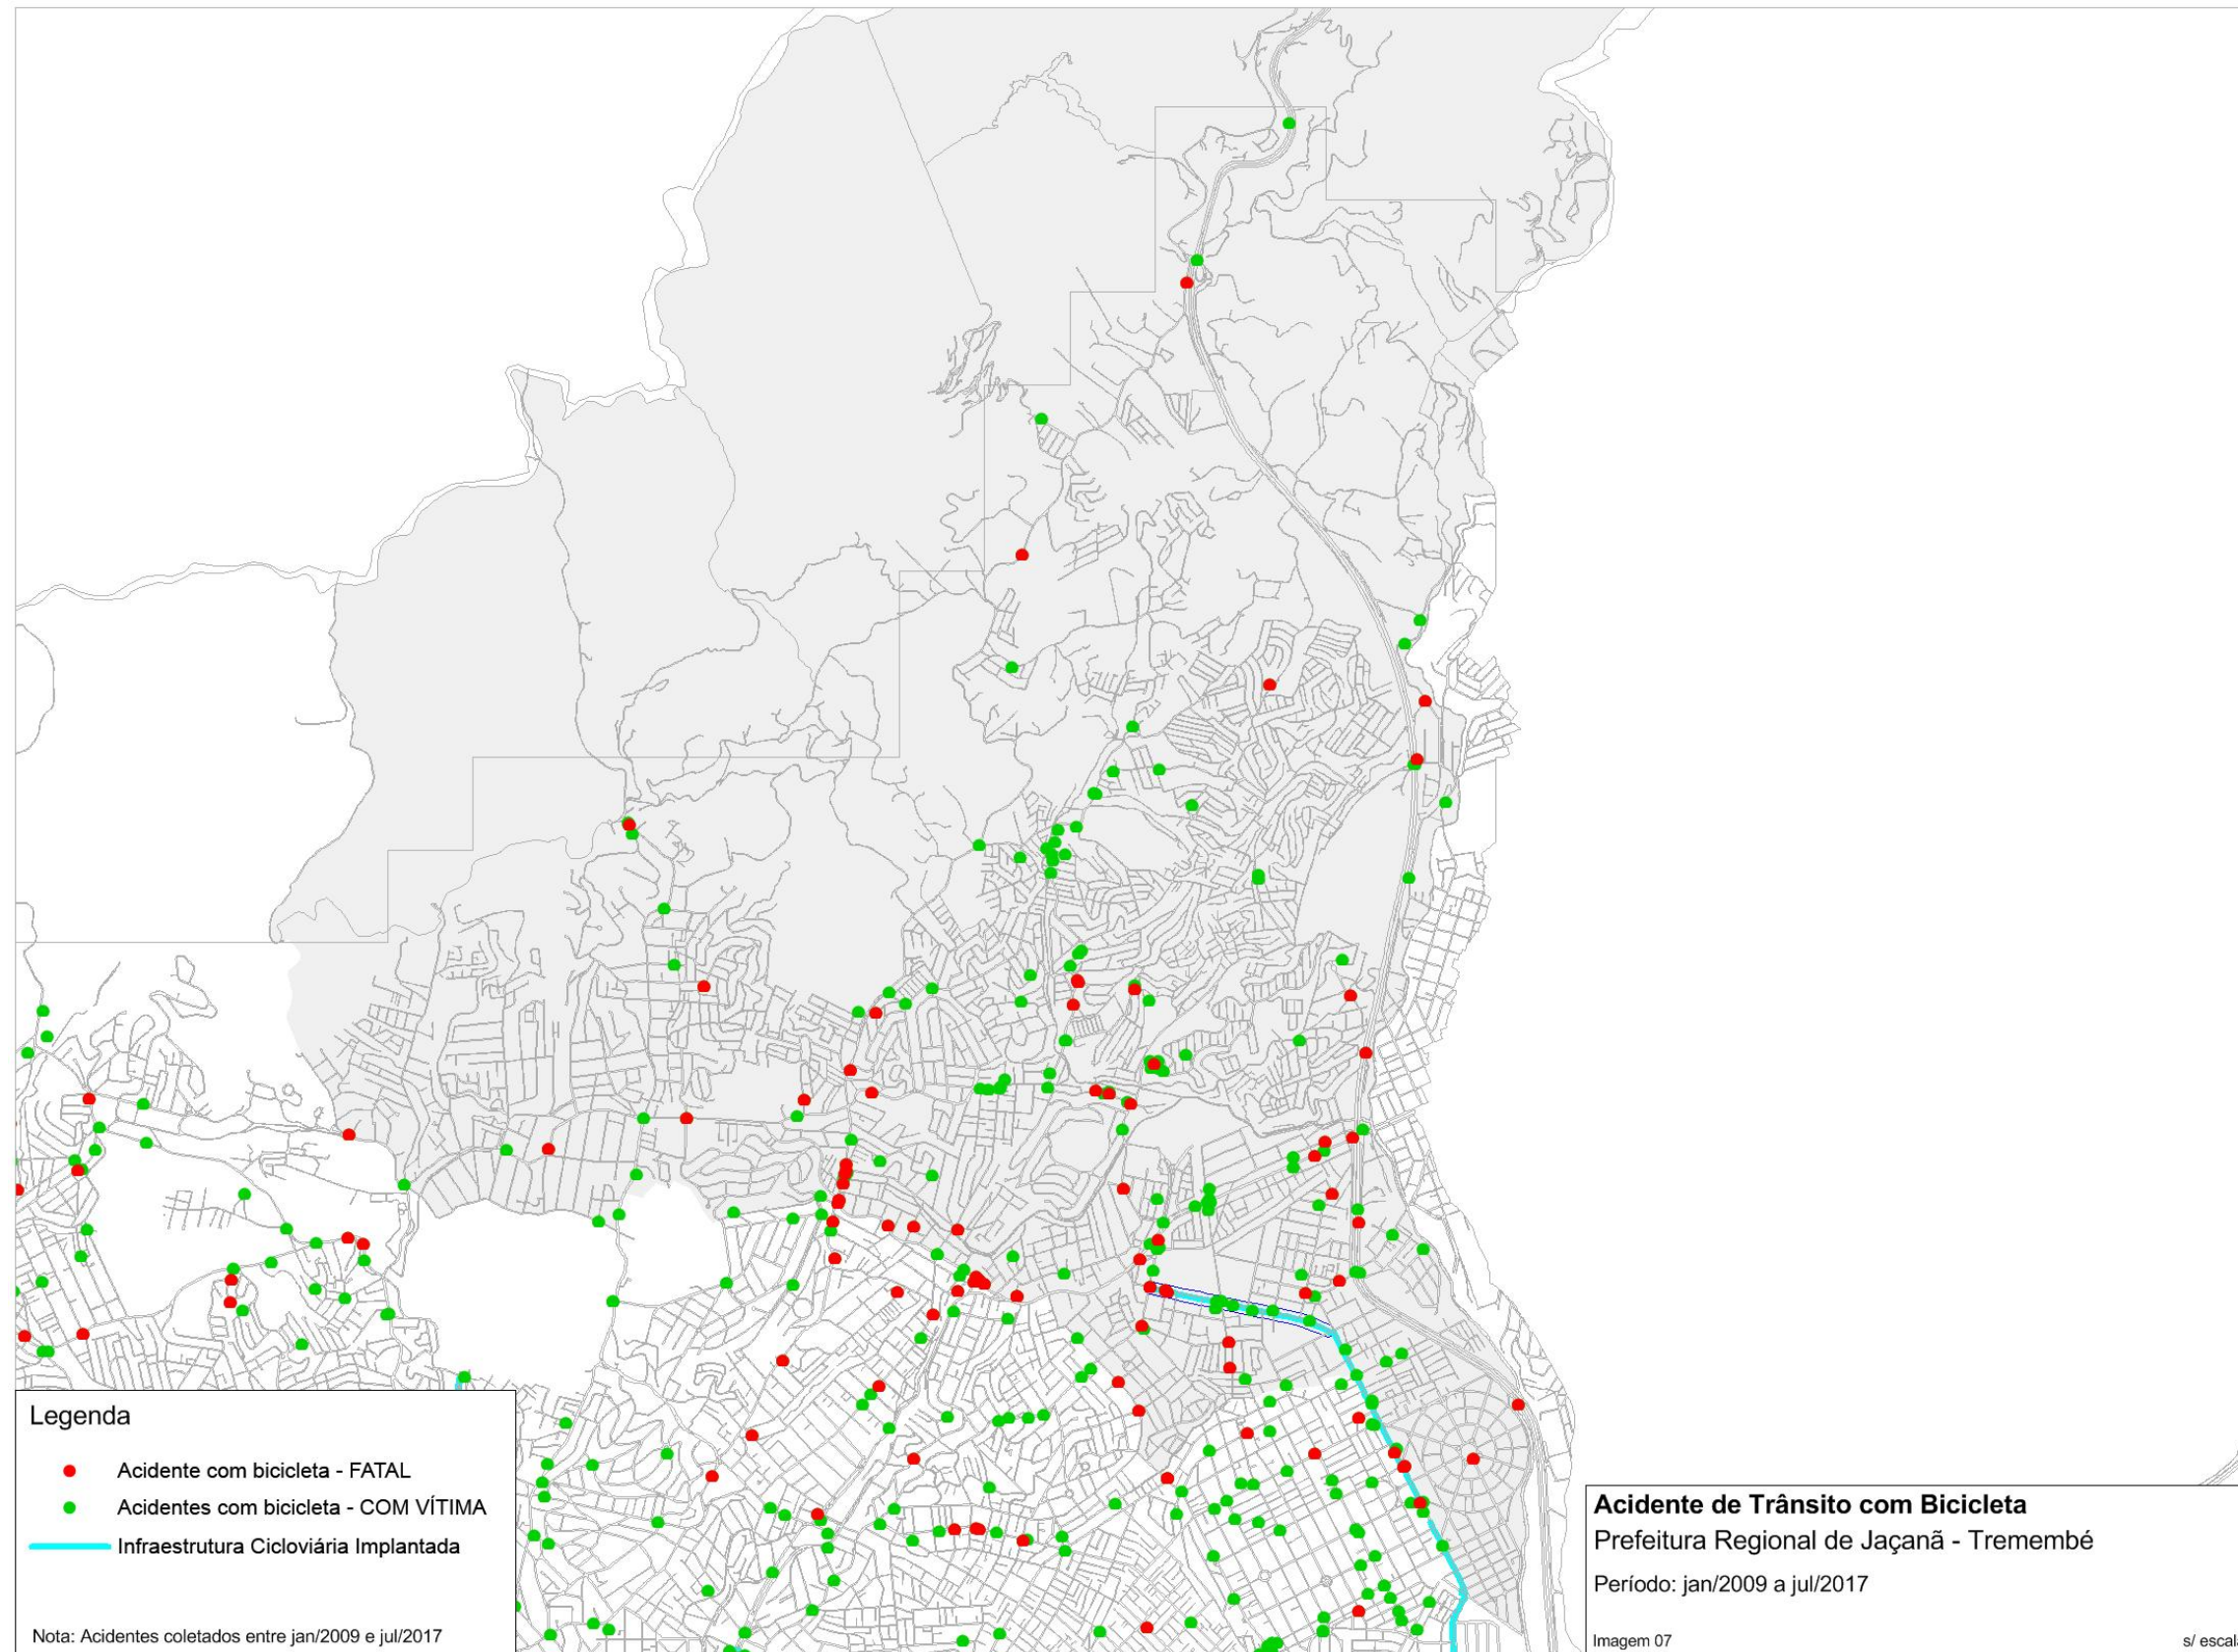 Legenda
Acidente com bicicleta - FATAL
Acidentes com bicicleta - COM VÍTIMA
Infraestrutura Cicloviária Implantada
Nota: Acidentes coletados entre jan/2009 e jul/2017
Acidente de Trânsito com Bicicleta
Prefeitura Regional de Jaçanã - Tremembé
Período: jan/2009 a jul/2017
Imagem 07
s/ escal